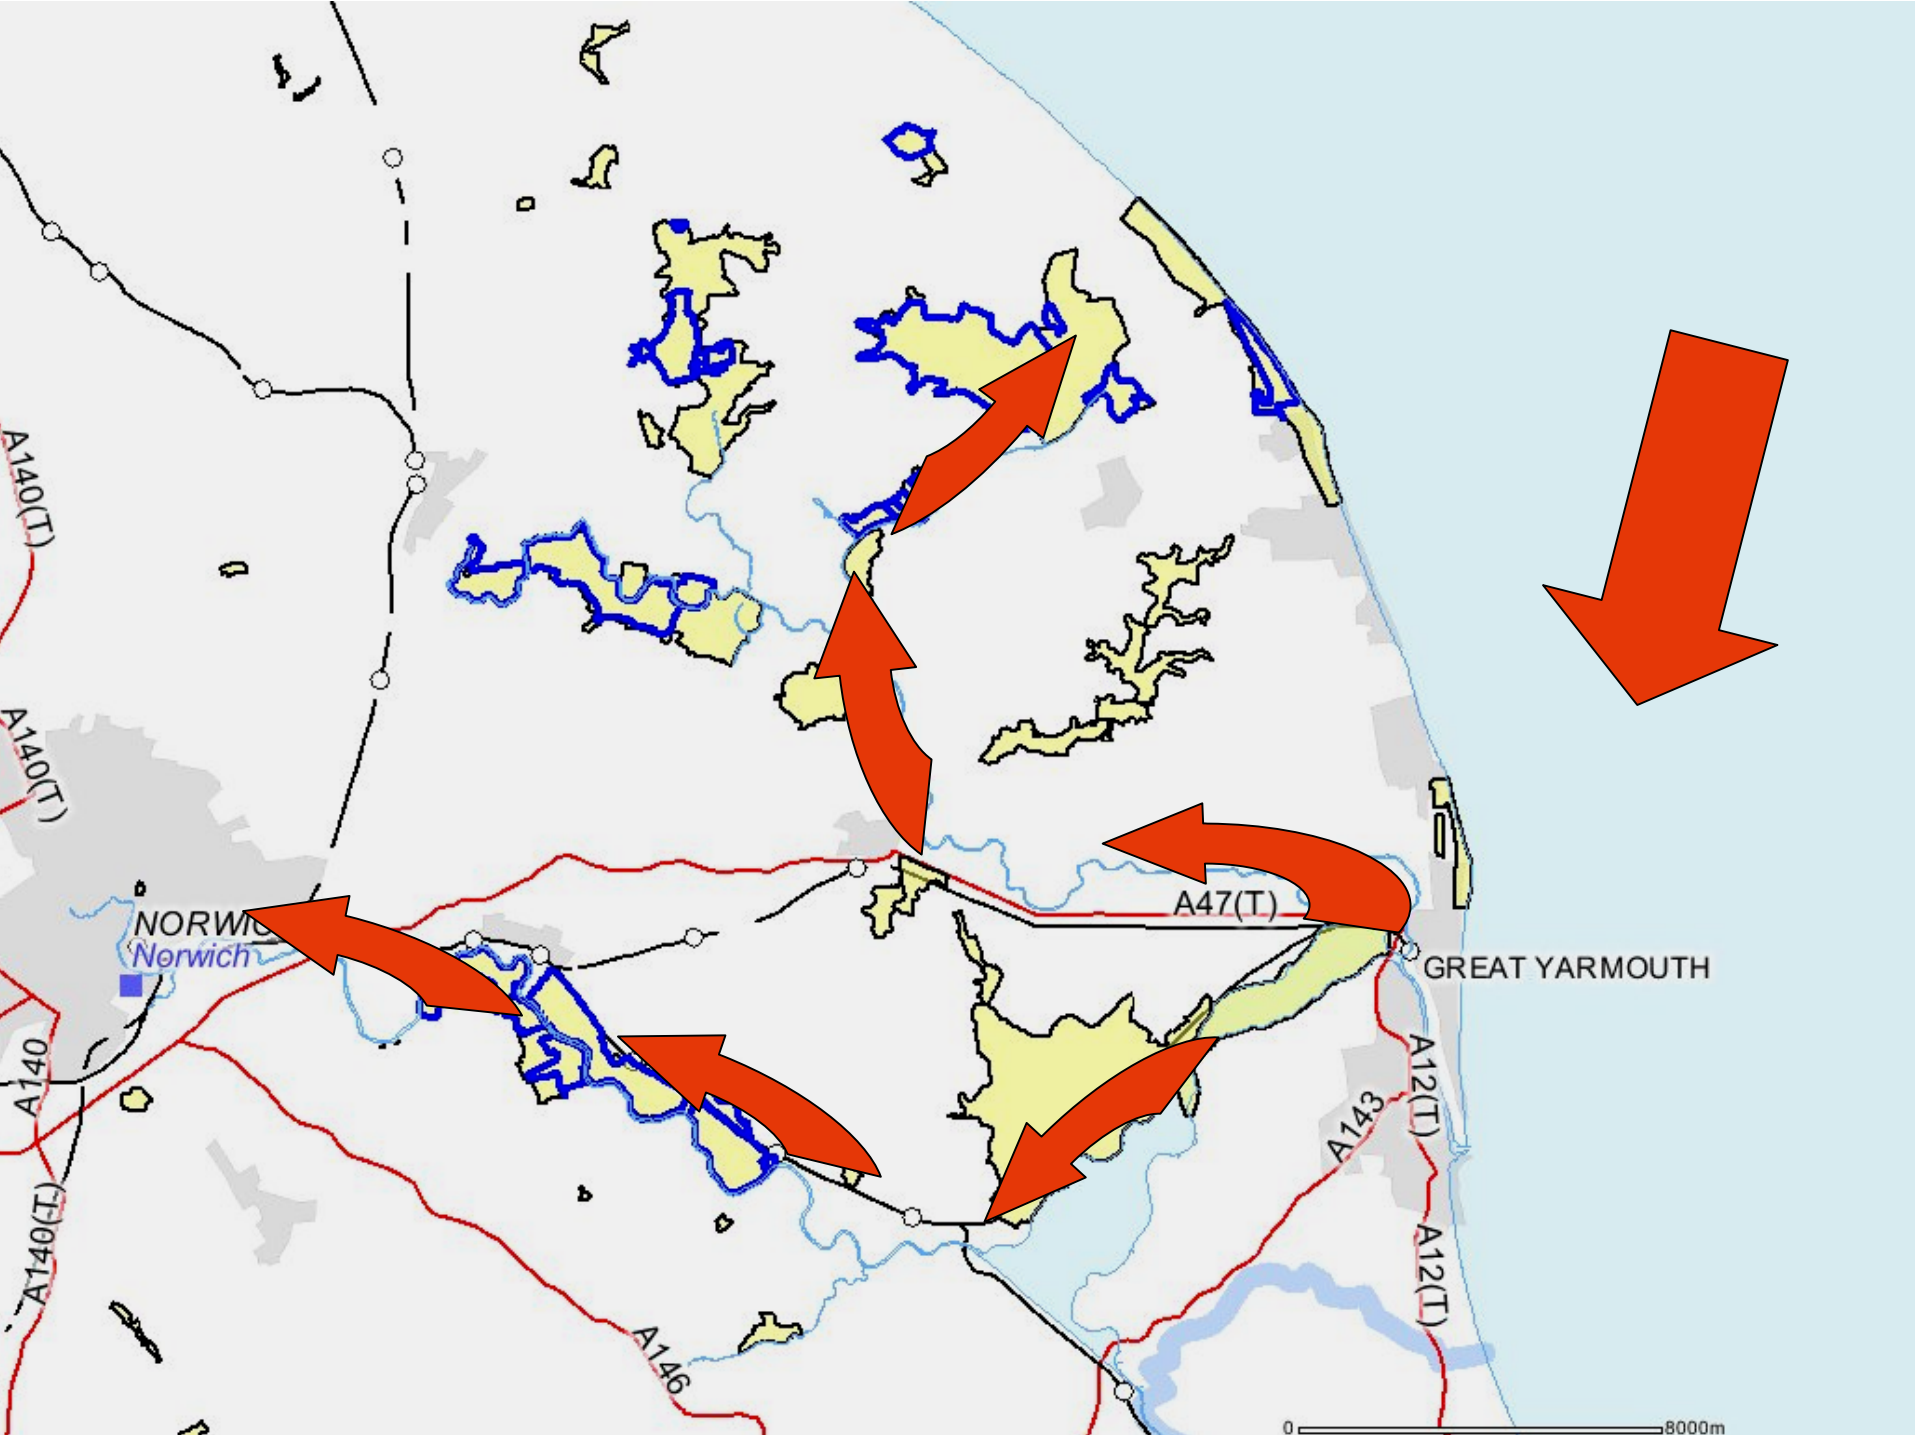 A140(T)
A140(T)
A47(T)
NORWIC
Norwich
GREAT YARMOUTH
A140
A12(T)
A143
A140(T)
A12(T)
A146
0
8000m